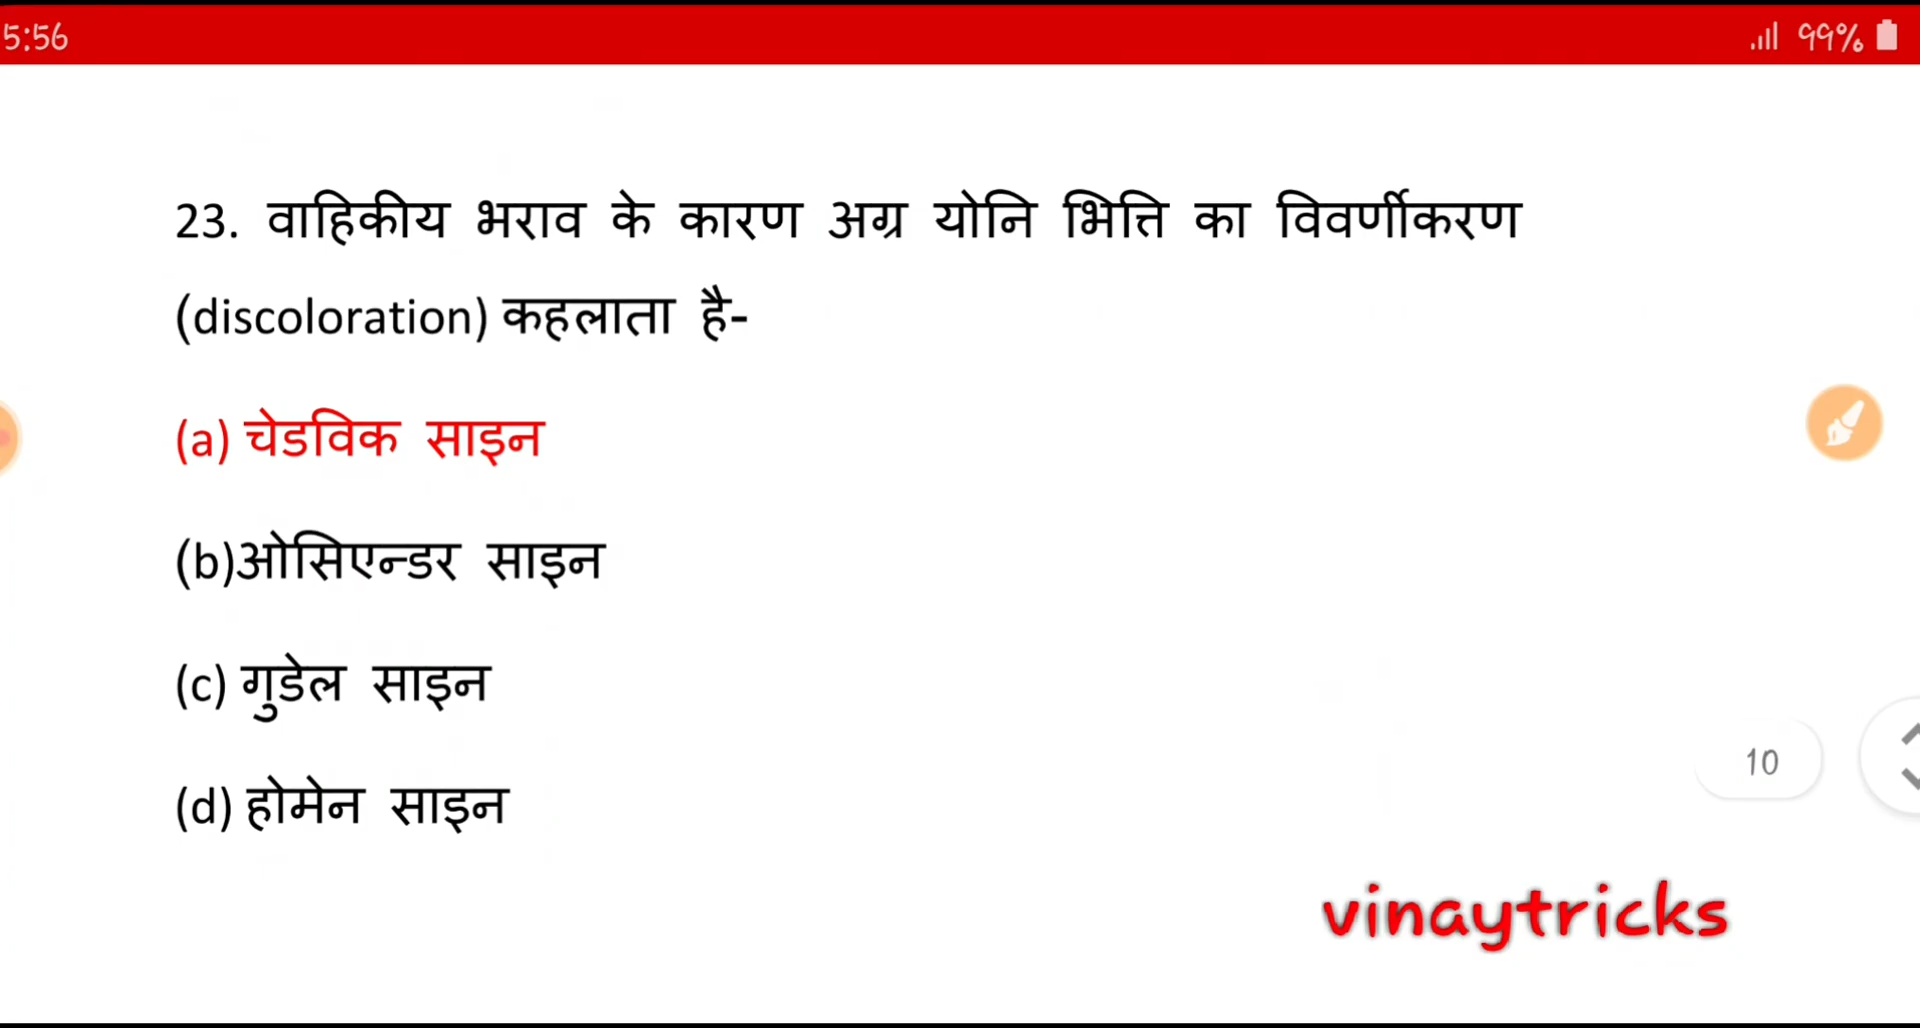 5:56
99%
23. वाहिकीय भराव के कारण अग्र योनि भित्ति का विवर्णीकरण
(discoloration) कहलाता है-
(a) चेडविक साइन
(b)ओसिएन्डर साइन
(c) गुडेल साइन
(d) होमेन साइन
10
vinaytricks